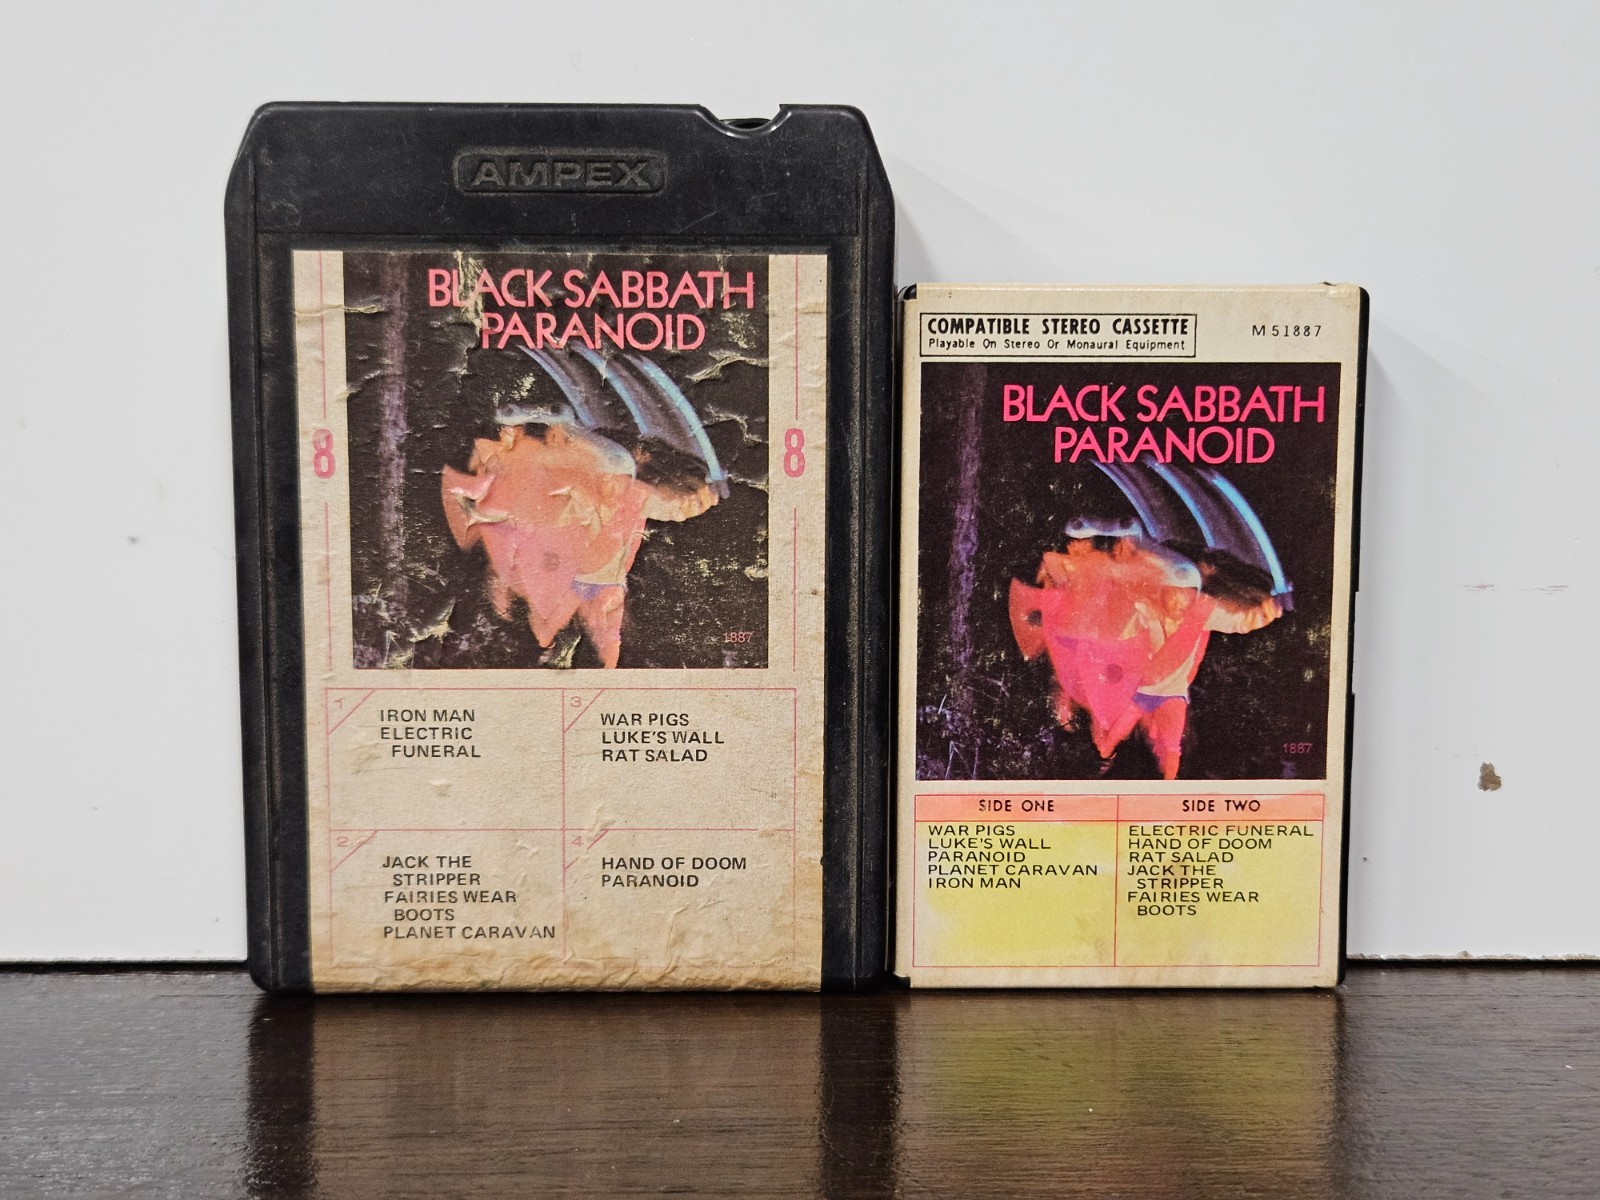 AMPEX
BLACK SABBATH
PARANOID
8
8
1887
1
IRON MAN
ELECTRIC
FUNERAL
3
WAR PIGS
LUKE'S WALL
RAT SALAD
2
JACK THE
STRIPPER
FAIRIES WEAR
BOOTS
PLANET CARAVAN
4
HAND OF DOOM
PARANOID
COMPATIBLE STEREO CASSETTE
Playable On Stereo Or Monaural Equipment
M 51887
BLACK SABBATH
PARANOID
1887
SIDE ONE
WAR PIGS
LUKE'S WALL
PARANOID
PLANET CARAVAN
IRON MAN
SIDE TWO
ELECTRIC FUNERAL
HAND OF DOOM
RAT SALAD
JACK THE
STRIPPER
FAIRIES WEAR
BOOTS